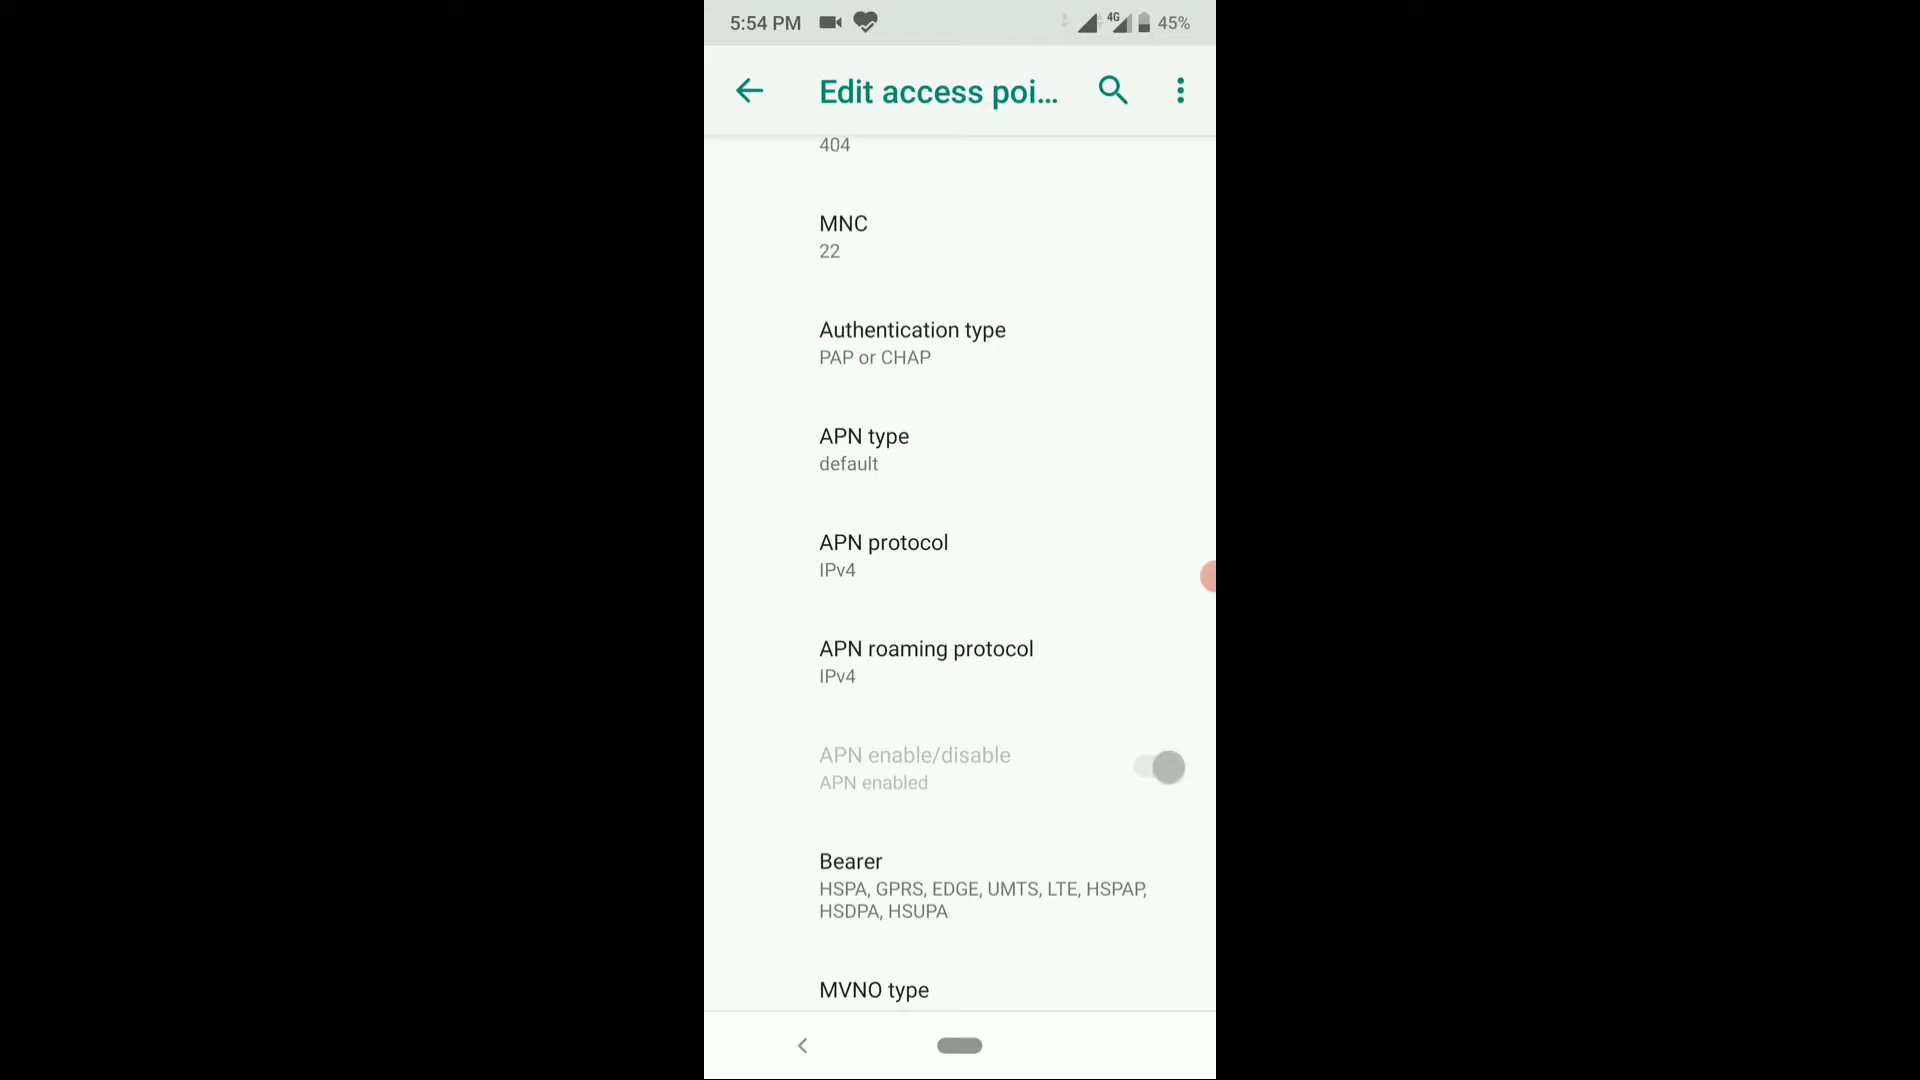 5:54 PM
4G
45%
Edit access poi...
404
MNC
22
Authentication type
PAP or CHAP
APN type
default
APN protocol
IPv4
APN roaming protocol
IPv4
APN enable/disable
APN enabled
Bearer
HSPA, GPRS, EDGE, UMTS, LTE, HSPAP,
HSDPA, HSUPA
MVNO type